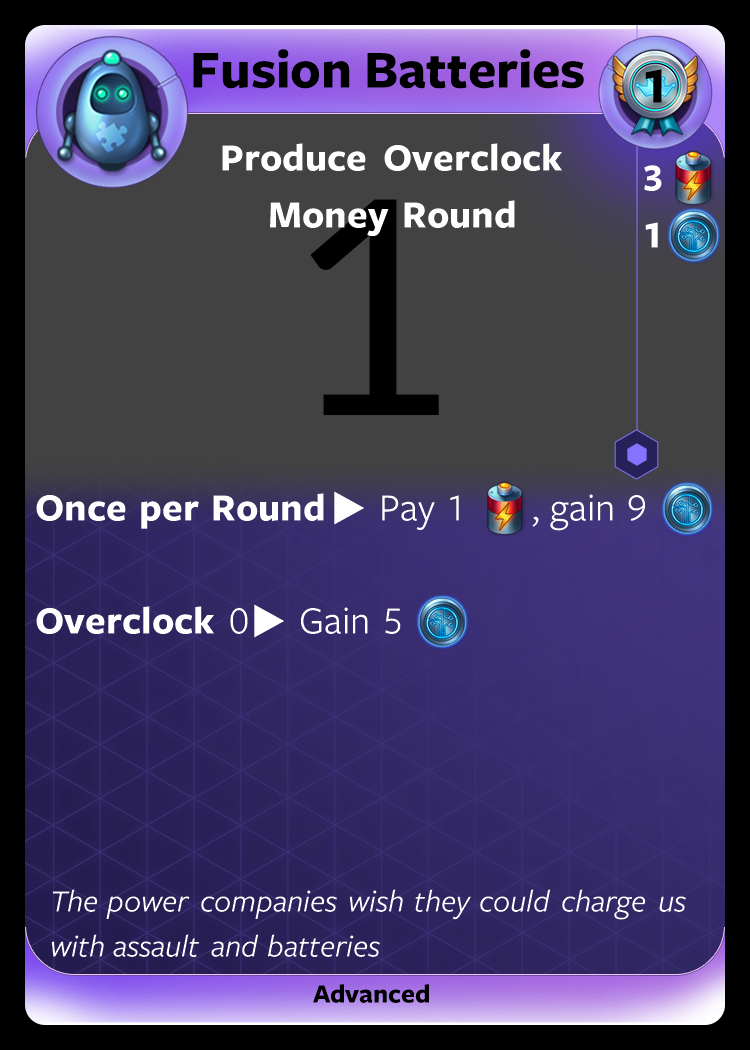 Fusion Batteries
1
Produce Overclock
3
Money Round
1
1
Once per Round▶ Pay 1 , gain 9
Overclock 0▶ Gain 5
The power companies wish they could charge us
with assault and batteries
Advanced